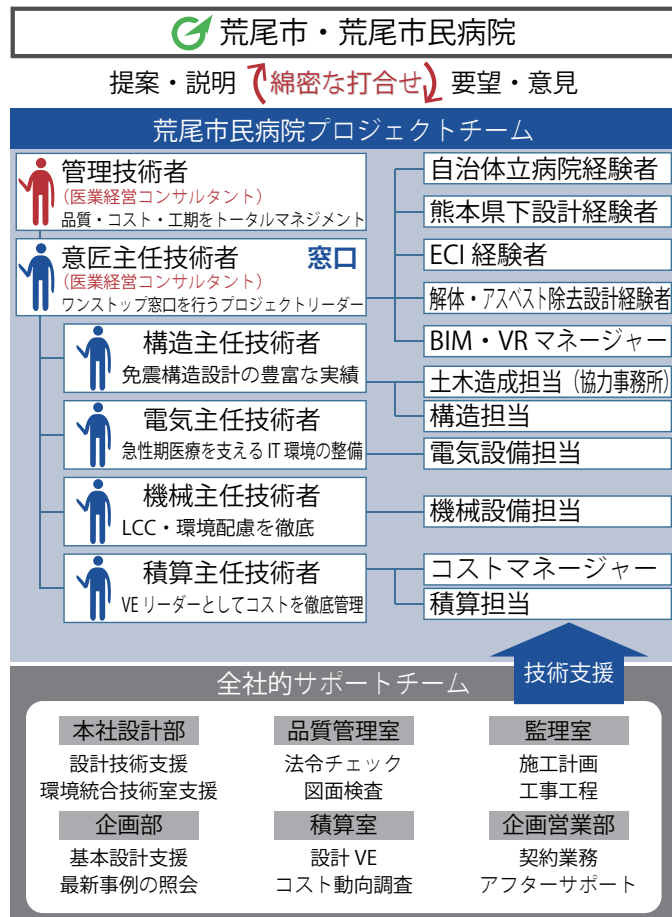 荒尾市・荒尾市民病院
提案・説明 綿密な打合せ 要望・意見
荒尾市民病院プロジェクトチーム
管理技術者
(医業経営コンサルタント)
品質・コスト・工期をトータルマネジメント
意匠主任技術者 窓口
(医業経営コンサルタント)
ワンストップ窓口を行うプロジェクトリーダー
自治体立病院経験者
熊本県下設計経験者
ECI 経験者
解体・アスベスト除去設計経験者
BIM・VR マネージャー
構造主任技術者
免震構造設計の豊富な実績
土木造成担当(協力事務所)
構造担当
電気主任技術者
急性期医療を支える IT 環境の整備
電気設備担当
機械主任技術者
LCC・環境配慮を徹底
機械設備担当
積算主任技術者
VE リーダーとしてコストを徹底管理
コストマネージャー
積算担当
技術支援
全社的サポートチーム
本社設計部
設計技術支援
環境統合技術室支援
品質管理室
法令チェック
図面検査
監理室
施工計画
工事工程
企画部
基本設計支援
最新事例の照会
積算室
設計 VE
コスト動向調査
企画営業部
契約業務
アフターサポート